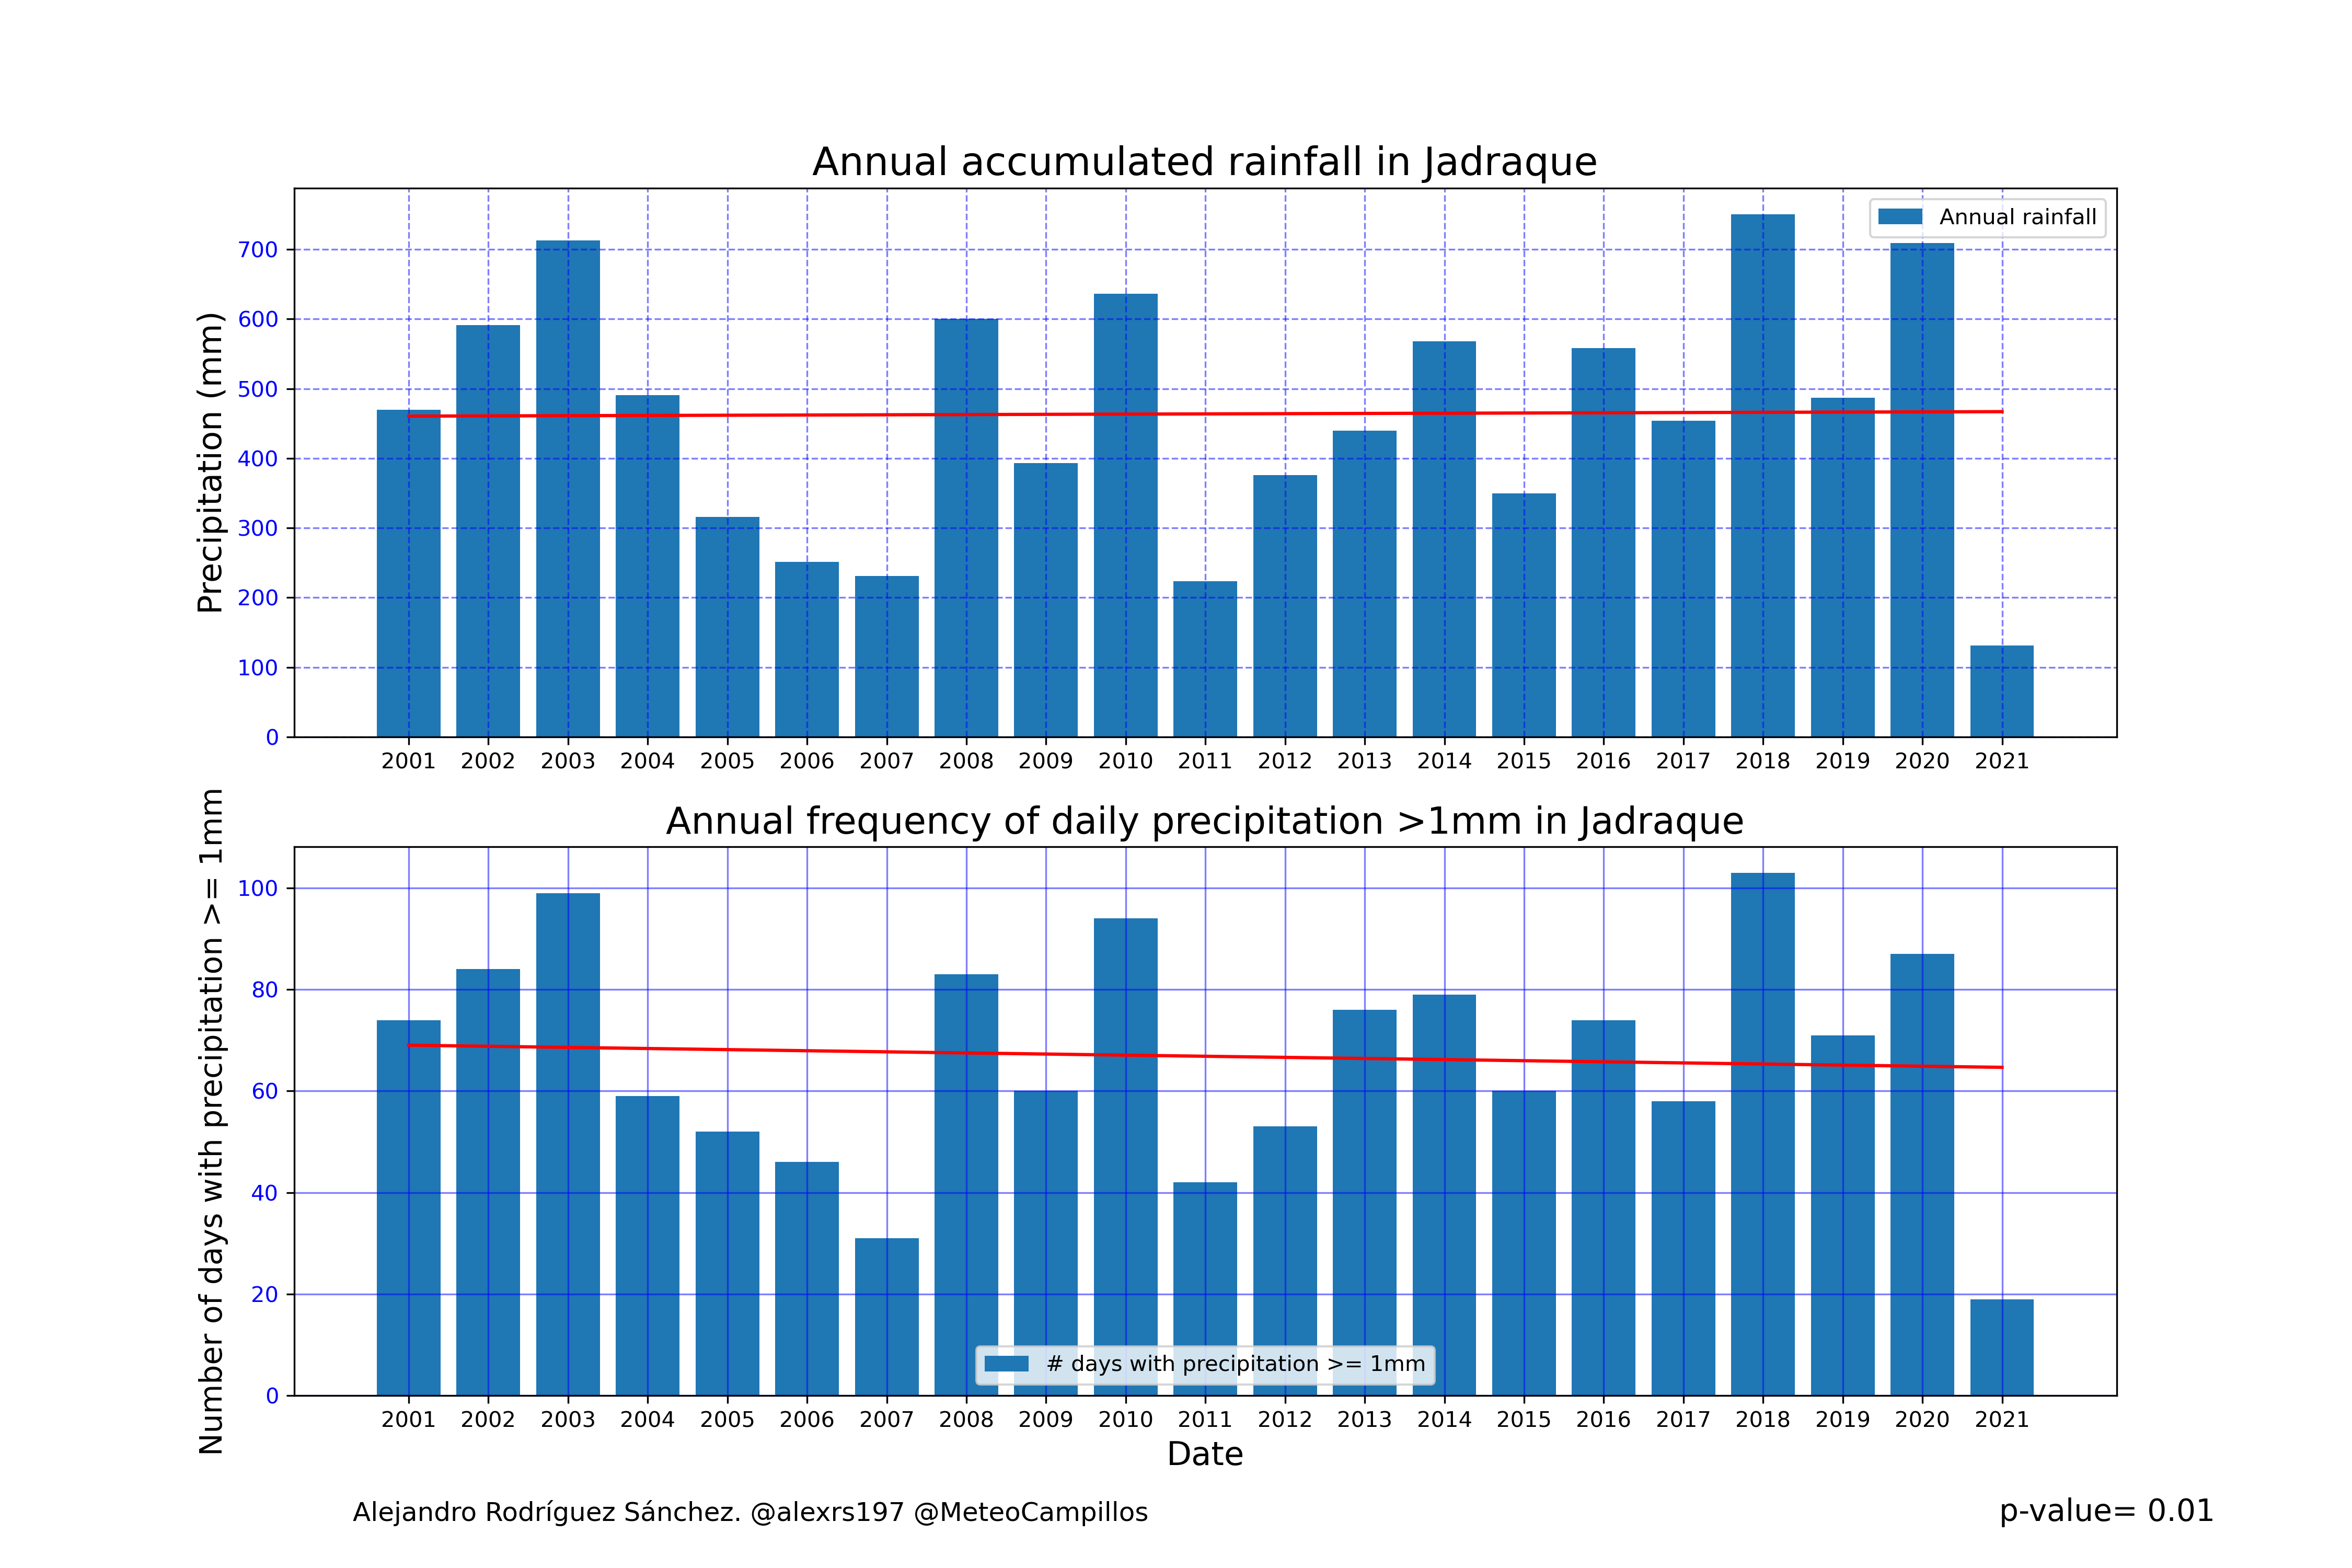 Annual accumulated rainfall in Jadraque
Annual rainfall
Precipitation (mm)
700
600
500
400
300
200
100
0
2001 2002 2003 2004 2005 2006 2007 2008 2009 2010 2011 2012 2013 2014 2015 2016 2017 2018 2019 2020 2021
Annual frequency of daily precipitation >1mm in Jadraque
Number of days with precipitation >= 1mm
100
80
60
40
20
0
# days with precipitation >= 1mm
2001 2002 2003 2004 2005 2006 2007 2008 2009 2010 2011 2012 2013 2014 2015 2016 2017 2018 2019 2020 2021
Date
Alejandro Rodríguez Sánchez. @alexrs197 @MeteoCampillos
p-value= 0.01